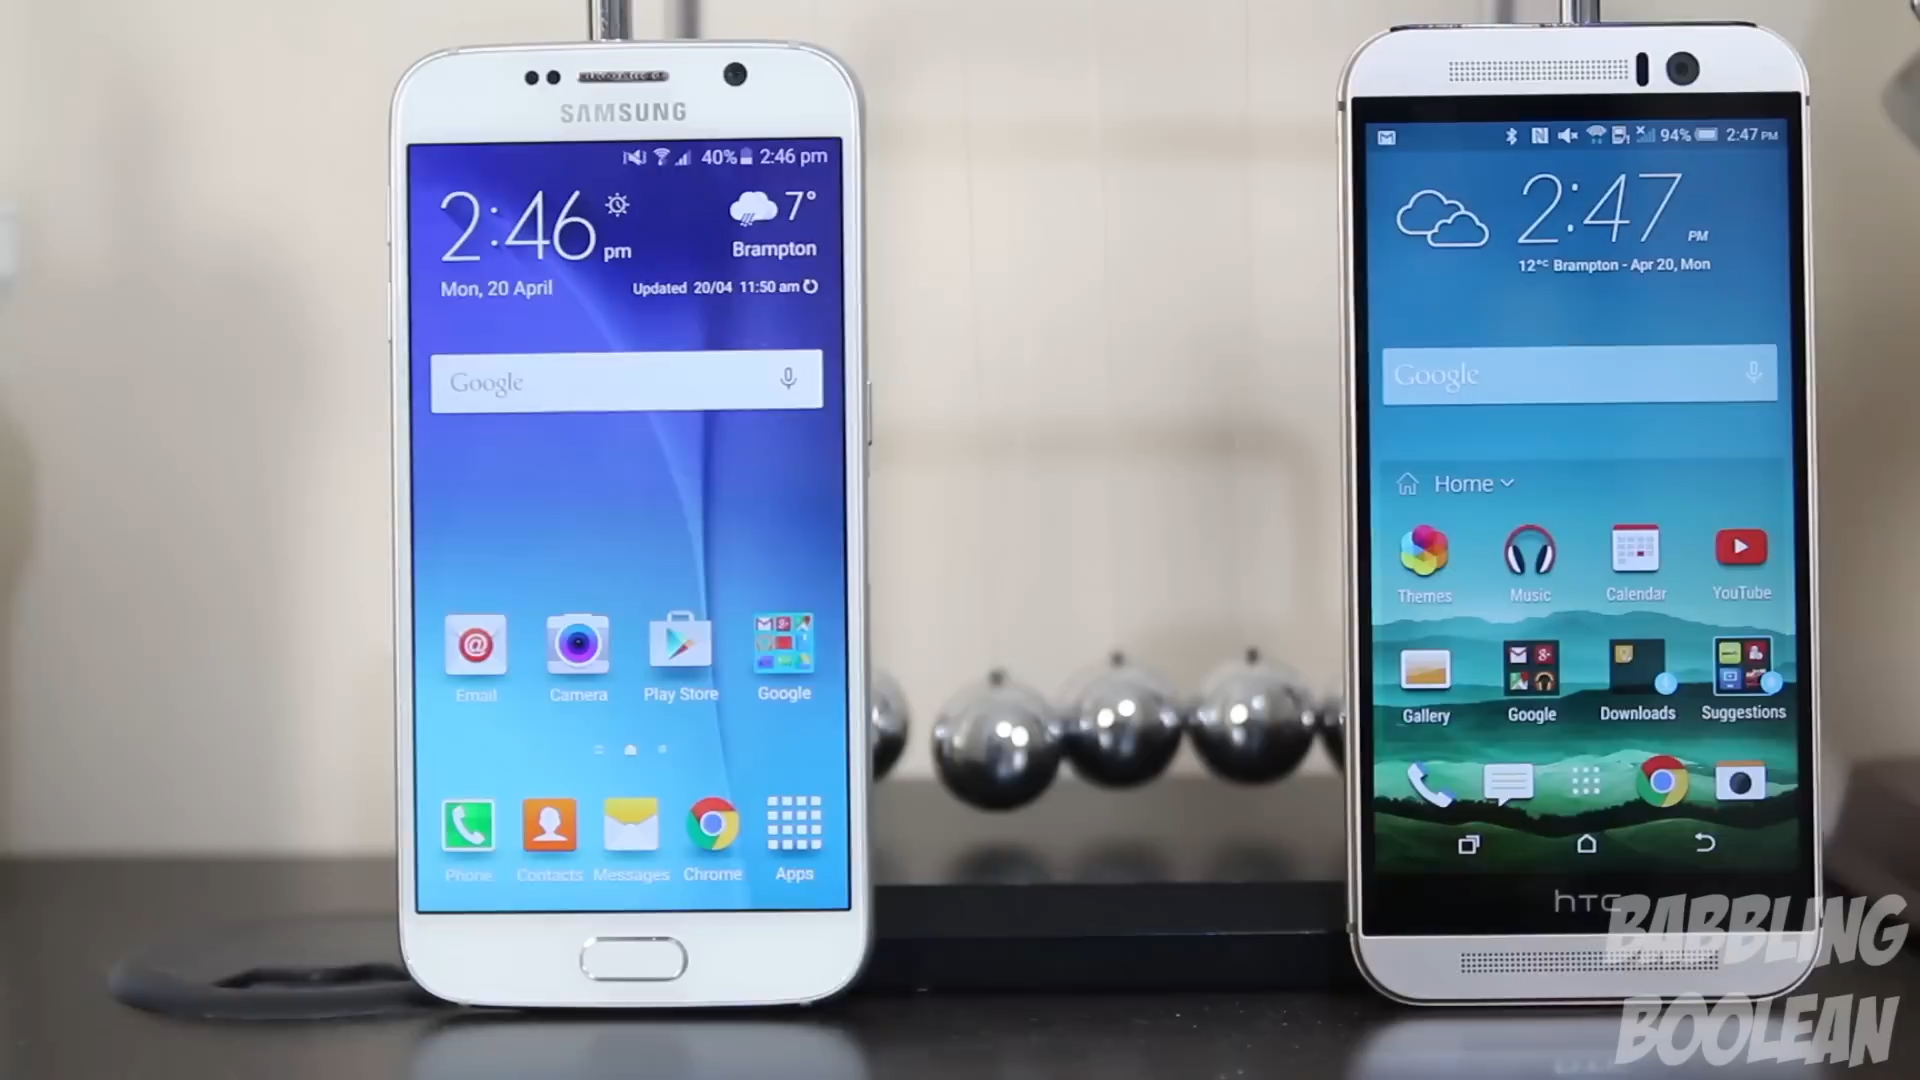 SAMSUNG
40% 2:46 pm
2:46 pm
7°
Brampton
Mon, 20 April
Updated 20/04 11:50 am
Google
Email
Camera
Play Store
Google
Phone
Contacts
Messages
Chrome
Apps
94% 2:47 PM
2:47 PM
12°C Brampton - Apr 20, Mon
Google
Home
Themes
Music
Calendar
YouTube
Gallery
Google
Downloads
Suggestions
hTC
BABBLING
BOOLEAN